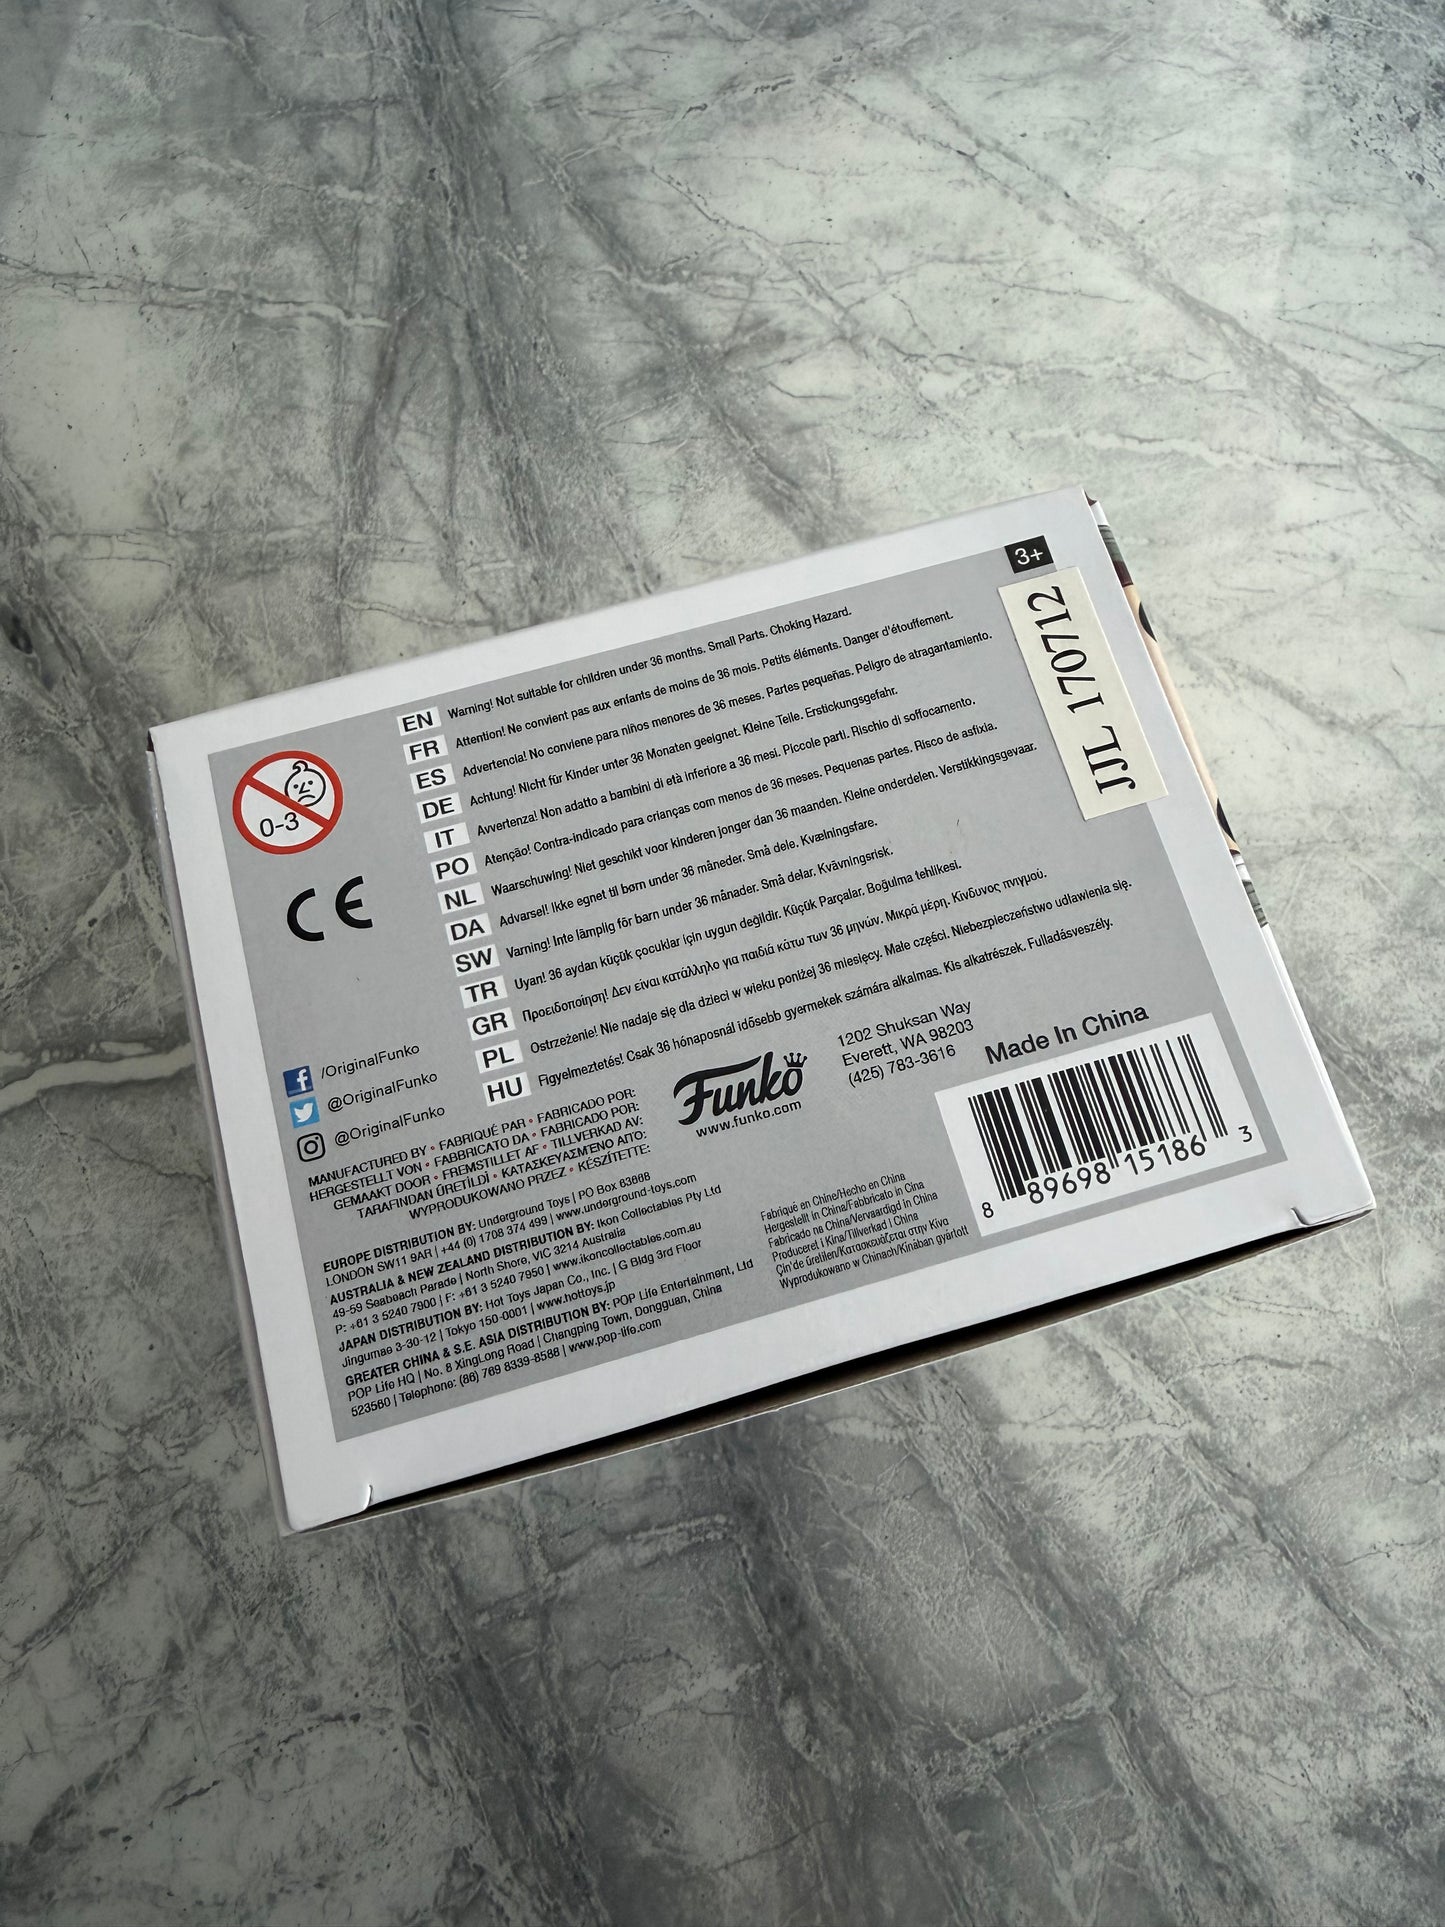 3+
JJL 170712
0-3
CE
EN Warning! Not suitable for children under 36 months. Small Parts. Choking Hazard.
FR Attention! Ne convient pas aux enfants de moins de 36 mois. Petits éléments. Danger d'étouffement.
ES Advertencia! No conviene para niños menores de 36 meses. Partes pequeñas. Peligro de atragantamiento.
DE Achtung! Nicht für Kinder unter 36 Monaten geeignet. Kleine Teile. Erstickungsgefahr.
IT Avvertenza! Non adatto a bambini di età inferiore a 36 mesi. Piccole parti. Rischio di soffocamento.
PO Atenção! Contra-indicado para crianças com menos de 36 meses. Pequenas partes. Risco de asfixia.
NL Waarschuwing! Niet geschikt voor kinderen jonger dan 36 maanden. Kleine onderdelen. Verstikkingsgevaar.
DA Advarsel! Ikke egnet til børn under 36 måneder. Små dele. Kvælningsfare.
SW Varning! Inte lämplig för barn under 36 månader. Små delar. Kvävningsrisk.
TR Uyarı! 36 aydan küçük çocuklar için uygun değildir. Küçük Parçalar. Boğulma tehlikesi.
GR Προειδοποίηση! Δεν είναι κατάλληλο για παιδιά κάτω των 36 μηνών. Μικρά μέρη. Κίνδυνος πνιγμού.
PL Ostrzeżenie! Nie nadaje się dla dzieci w wieku poniżej 36 miesięcy. Małe części. Niebezpieczeństwo udławienia się.
HU Figyelmeztetés! Csak 36 hónaposnál idősebb gyermekek számára alkalmas. Kis alkatrészek. Fulladásveszély.
/OriginalFunko
@OriginalFunko
@OriginalFunko
MANUFACTURED BY • FABRIQUÉ PAR • FABRICADO POR:
HERGESTELLT VON • FABBRICATO DA • FABRICADO POR:
GEMAAKT DOOR • FREMSTILLET AF • TILLVERKAD AV:
TARAFINDAN ÜRETİLDİ • ΚΑΤΑΣΚΕΥΑΣΜΈΝΟ ΑΠΌ:
WYPRODUKOWANO PRZEZ • KÉSZÍTETTE:
Funko
www.funko.com
1202 Shuksan Way
Everett, WA 98203
(425) 783-3616
Made In China
8 89698 15186 3
EUROPE DISTRIBUTION BY: Underground Toys | PO Box 63668
LONDON SW11 9AR | +44 (0) 1708 374 499 | www.underground-toys.com
AUSTRALIA & NEW ZEALAND DISTRIBUTION BY: Ikon Collectables Pty Ltd
49-59 Seabeach Parade | North Shore, VIC 3214 Australia
P: +61 3 5240 7900 | F: +61 3 5240 7950 | www.ikoncollectables.com.au
JAPAN DISTRIBUTION BY: Hot Toys Japan Co., Inc. | G Bldg 3rd Floor
Jingumae 3-30-12 | Tokyo 150-0001 | www.hottoys.jp
GREATER CHINA & S.E. ASIA DISTRIBUTION BY: POP Life Entertainment, Ltd
POP Life HQ | No. 8 XingLong Road | Changping Town, Dongguan, China
523560 | Telephone: (86) 769 8339-8588 | www.pop-life.com
Fabriqué en Chine/Hecho en China
Hergestellt in China/Fabbricato in Cina
Fabricado na China/Vervaardigd in China
Produceret i Kina/Tillverkad i China
Çin'de üretilen/Κατασκευάζεται στην Κίνα
Wyprodukowano w Chinach/Kínában gyártott